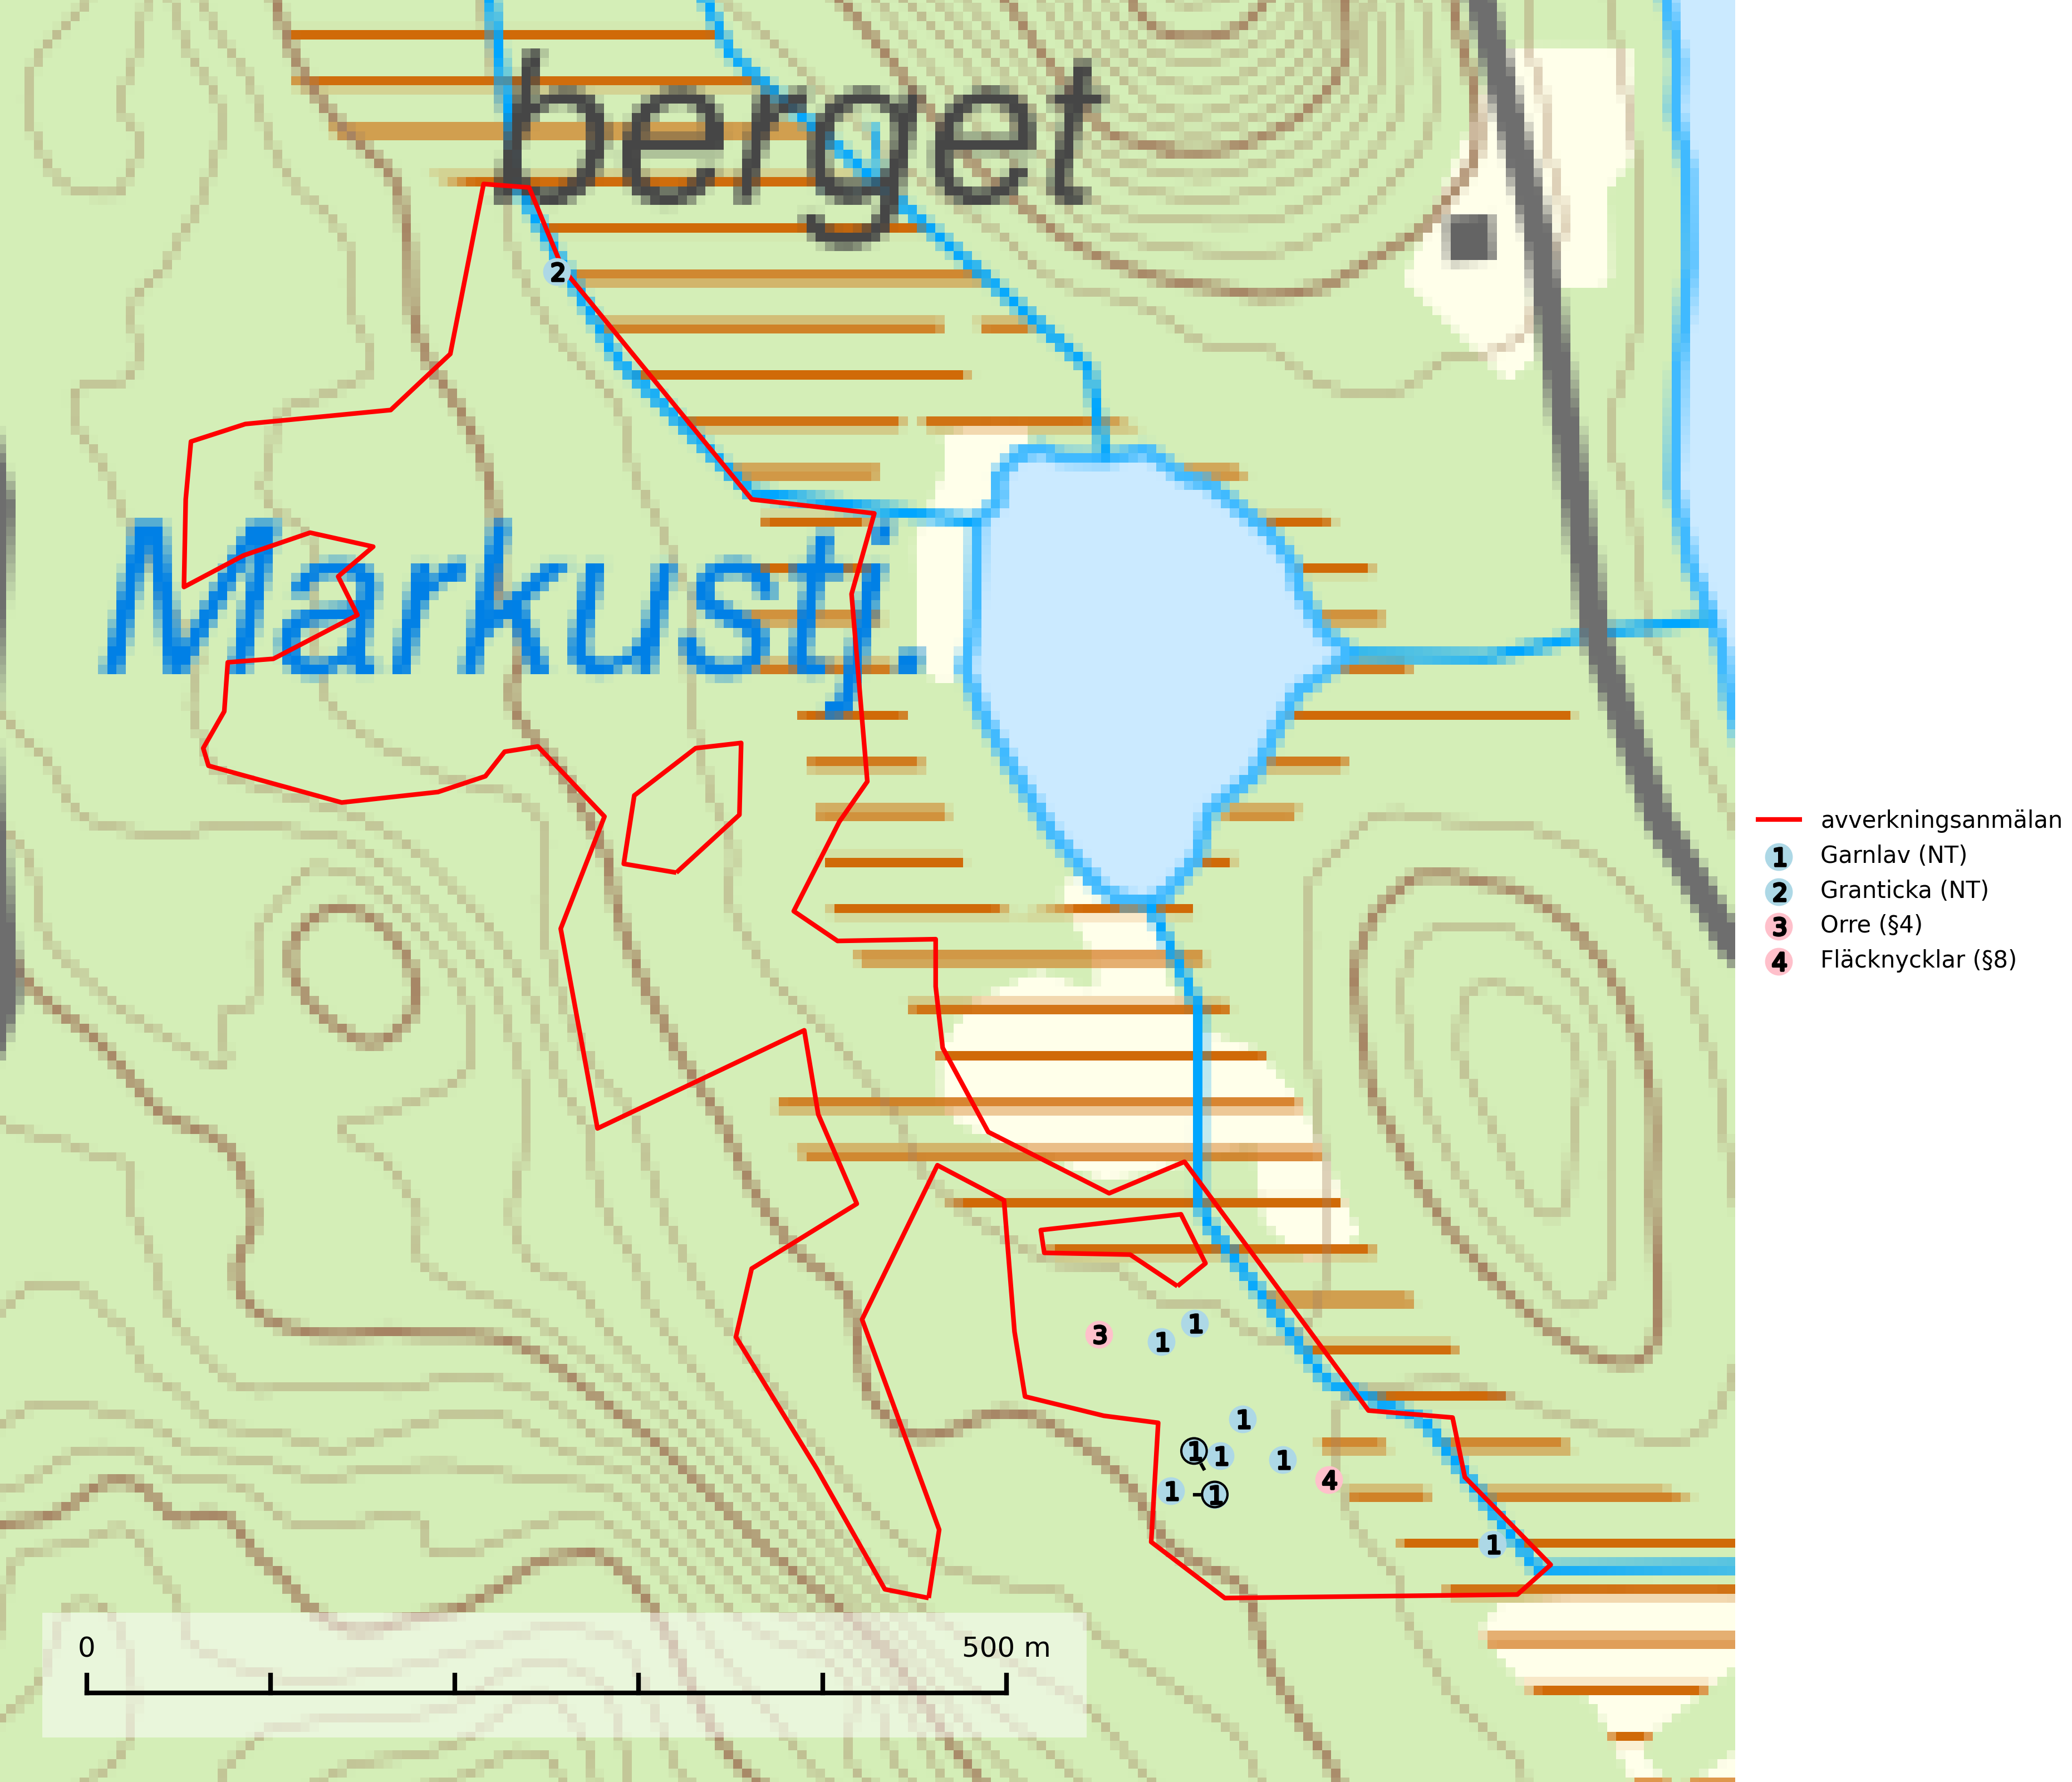 berget
2
Markustj.
avverkningsanmälan
1 Garnlav (NT)
2 Granticka (NT)
3 Orre (§4)
4 Fläcknycklar (§8)
1
3
1
1
1
1
1
4
1
1
1
0 500 m